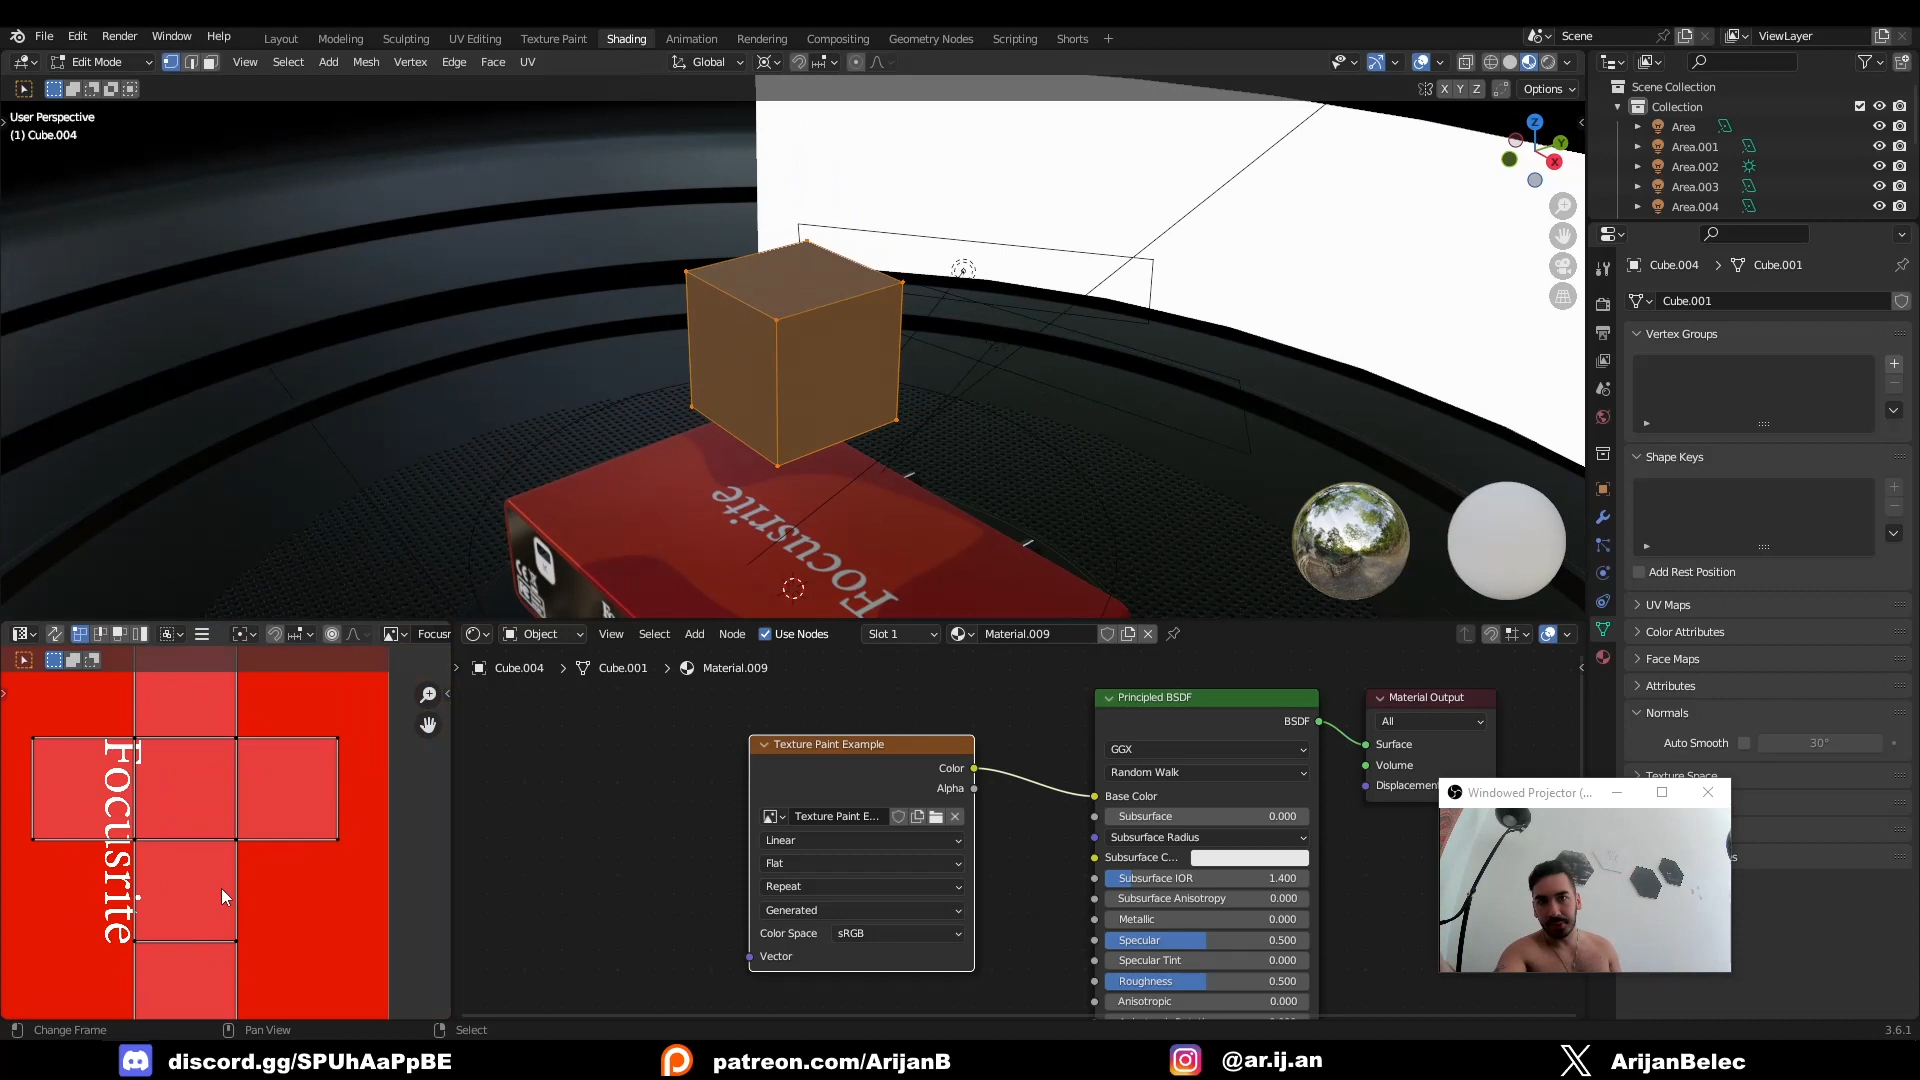 File Edit Render Window Help Layout Modeling Sculpting UV Editing Texture Paint Shading Animation Rendering Compositing Geometry Nodes Scripting Shorts + Scene ViewLayer
Edit Mode View Select Add Mesh Vertex Edge Face UV Global
X Y Z Options
User Perspective
(1) Cube.004
Z
Y
X
Focusrite
Scene Collection
Collection
Area
Area.001
Area.002
Area.003
Area.004
Cube.004 > Cube.001
Cube.001
Vertex Groups
Shape Keys
Add Rest Position
UV Maps
Color Attributes
Face Maps
Attributes
Normals
Auto Smooth 30°
Texture Space
Focusr
Focusrite
Object View Select Add Node Use Nodes Slot 1 Material.009
Cube.004 > Cube.001 > Material.009
Texture Paint Example
Color
Alpha
Texture Paint E...
Linear
Flat
Repeat
Generated
Color Space sRGB
Vector
Principled BSDF
BSDF
GGX
Random Walk
Base Color
Subsurface 0.000
Subsurface Radius
Subsurface C...
Subsurface IOR 1.400
Subsurface Anisotropy 0.000
Metallic 0.000
Specular 0.500
Specular Tint 0.000
Roughness 0.500
Anisotropic 0.000
Material Output
All
Surface
Volume
Displacement
Windowed Projector (...
Change Frame Pan View Select 3.6.1
discord.gg/SPUhAaPpBE patreon.com/ArijanB @ar.ij.an ArijanBelec